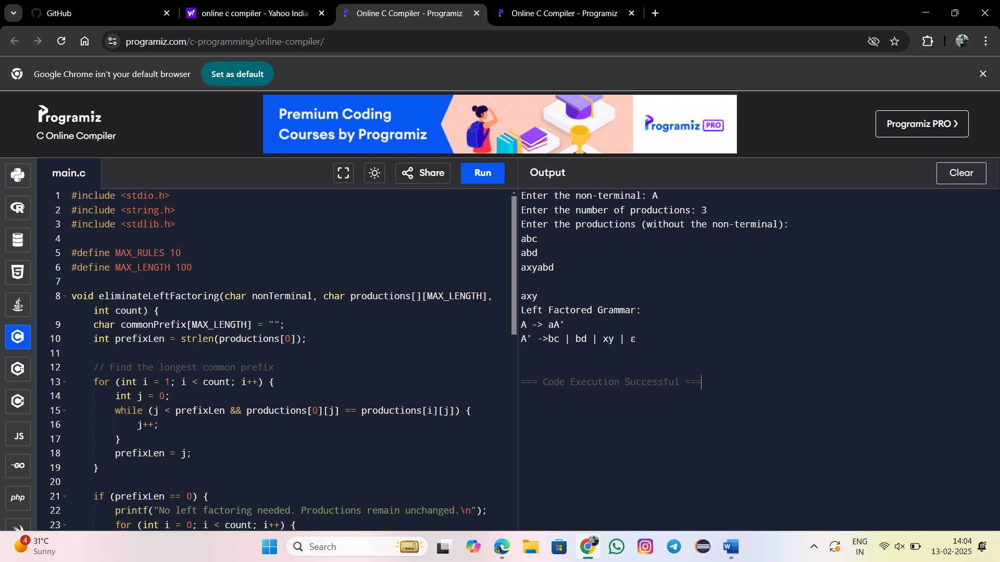 GitHub
online c compiler - Yahoo India
Online C Compiler - Programiz
Online C Compiler - Programiz
programiz.com/c-programming/online-compiler/
Google Chrome isn't your default browser
Set as default
Programiz
C Online Compiler
Premium Coding
Courses by Programiz
Programiz PRO
Programiz PRO
main.c
Share
Run
Output
Clear
1 #include <stdio.h>
2 #include <string.h>
3 #include <stdlib.h>
4
5 #define MAX_RULES 10
6 #define MAX_LENGTH 100
7
8 void eliminateLeftFactoring(char nonTerminal, char productions[][MAX_LENGTH],
int count) {
9 char commonPrefix[MAX_LENGTH] = "";
10 int prefixLen = strlen(productions[0]);
11
12 // Find the longest common prefix
13 for (int i = 1; i < count; i++) {
14 int j = 0;
15 while (j < prefixLen && productions[0][j] == productions[i][j]) {
16 j++;
17 }
18 prefixLen = j;
19 }
20
21 if (prefixLen == 0) {
22 printf("No left factoring needed. Productions remain unchanged.\n");
23 for (int i = 0; i < count; i++) {
Enter the non-terminal: A
Enter the number of productions: 3
Enter the productions (without the non-terminal):
abc
abd
axyabd
axy
Left Factored Grammar:
A -> aA'
A' ->bc | bd | xy | ε
=== Code Execution Successful ===
JS
GO
php
4
31°C
Sunny
Search
ENG
IN
14:04
13-02-2025